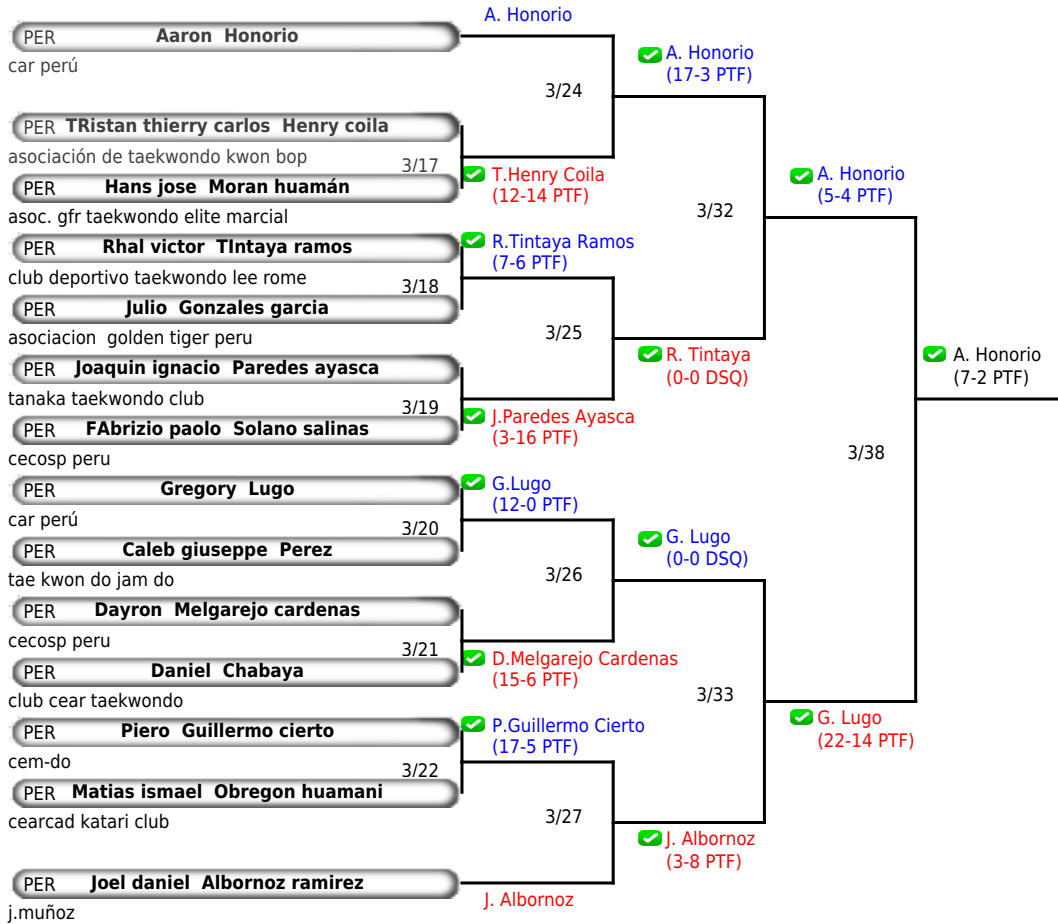 A. Honorio
PER Aaron Honorio
car perú
A. Honorio
(17-3 PTF)
3/24
PER TRistan thierry carlos Henry coila
asociación de taekwondo kwon bop
3/17
T.Henry Coila
(12-14 PTF)
PER Hans jose Moran huamán
asoc. gfr taekwondo elite marcial
A. Honorio
(5-4 PTF)
3/32
PER Rhal victor TIntaya ramos
R.Tintaya Ramos
(7-6 PTF)
club deportivo taekwondo lee rome
3/18
PER Julio Gonzales garcia
asociacion golden tiger peru
3/25
R. Tintaya
(0-0 DSQ)
A. Honorio
(7-2 PTF)
PER Joaquin ignacio Paredes ayasca
tanaka taekwondo club
3/19
J.Paredes Ayasca
(3-16 PTF)
PER FAbrizio paolo Solano salinas
cecosp peru
3/38
PER Gregory Lugo
G.Lugo
(12-0 PTF)
car perú
3/20
PER Caleb giuseppe Perez
tae kwon do jam do
G. Lugo
(0-0 DSQ)
3/26
PER Dayron Melgarejo cardenas
cecosp peru
3/21
D.Melgarejo Cardenas
(15-6 PTF)
PER Daniel Chabaya
club cear taekwondo
3/33
G. Lugo
(22-14 PTF)
PER Piero Guillermo cierto
P.Guillermo Cierto
(17-5 PTF)
cem-do
3/22
PER Matias ismael Obregon huamani
cearcad katari club
3/27
J. Albornoz
(3-8 PTF)
PER Joel daniel Albornoz ramirez
J. Albornoz
j.muñoz